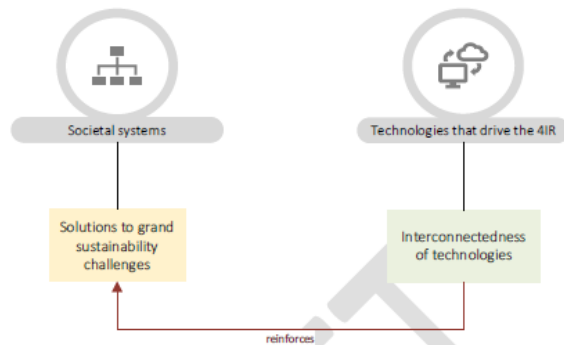 Societal systems
Technologies that drive the 4IR
Solutions to grand
sustainability
challenges
Interconnectedness
of technologies
reinforces